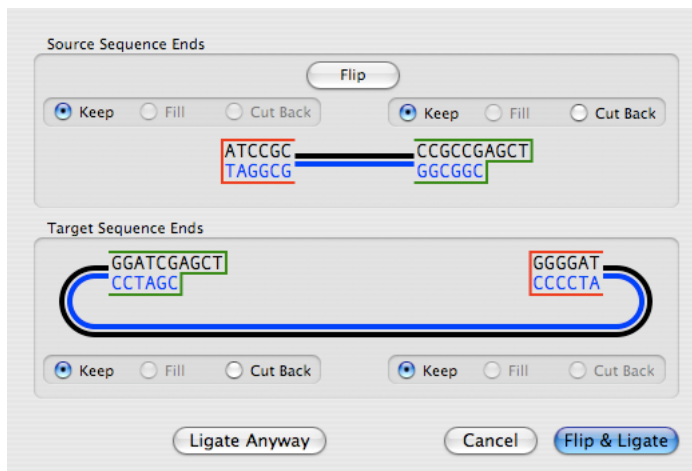 Source Sequence Ends
Flip
Keep Fill Cut Back Keep Fill Cut Back
ATCCGC CCGCCGAGCT
TAGGCG GGCGGC
Target Sequence Ends
GGATCGAGCT GGGGAT
CCTAGC CCCCTA
Keep Fill Cut Back Keep Fill Cut Back
Ligate Anyway Cancel Flip & Ligate